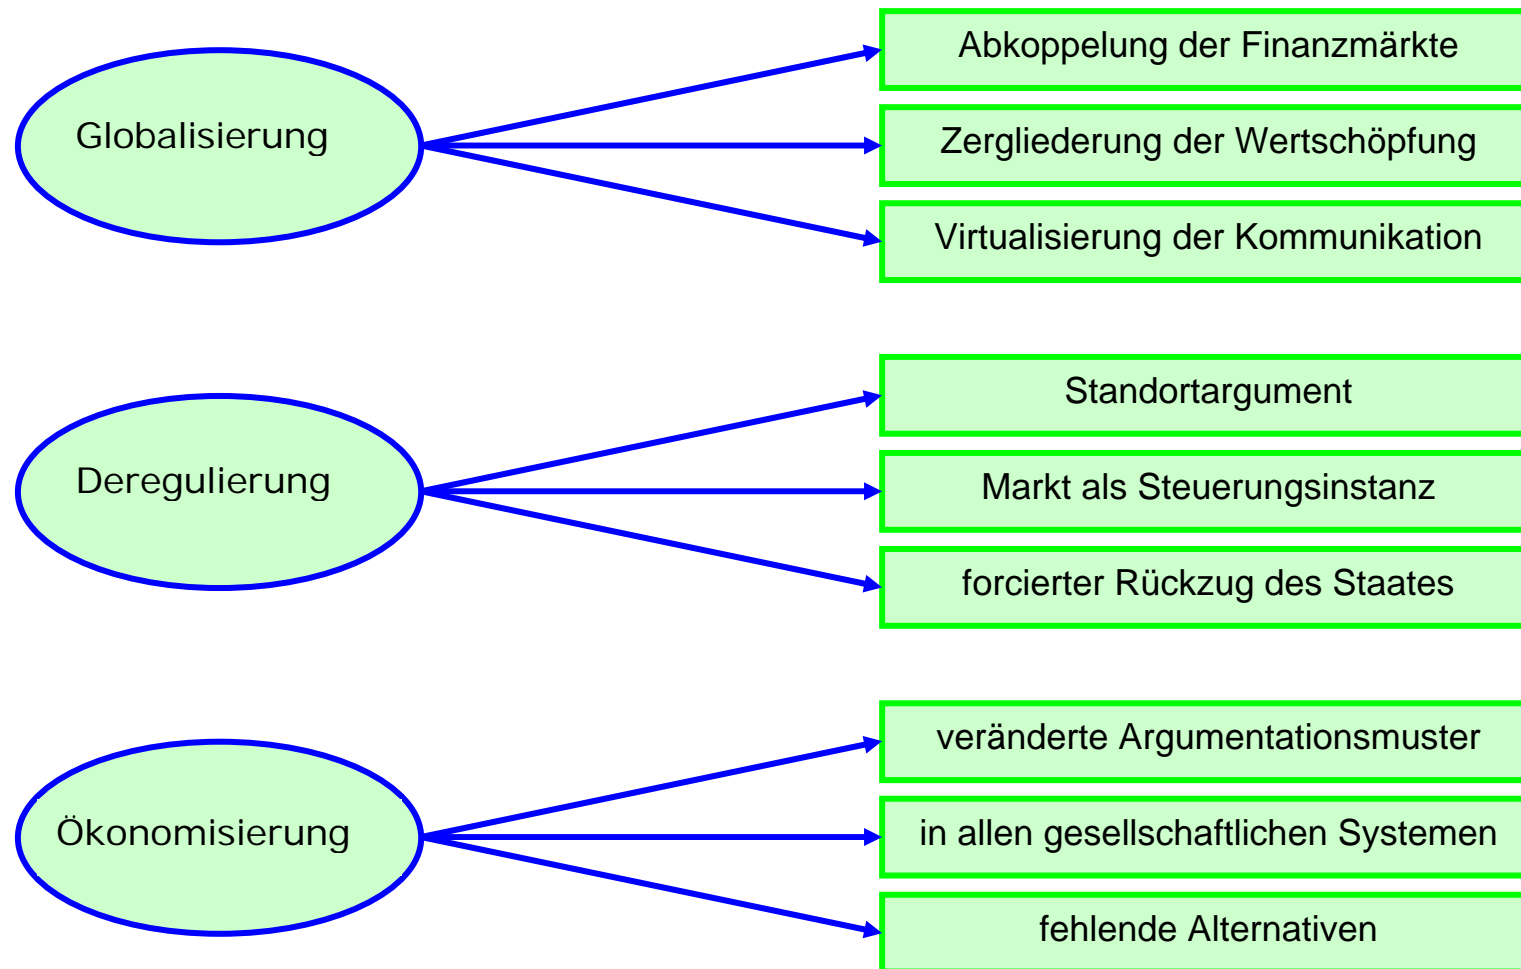 Globalisierung
Abkoppelung der Finanzmärkte
Zergliederung der Wertschöpfung
Virtualisierung der Kommunikation
Deregulierung
Standortargument
Markt als Steuerungsinstanz
forcierter Rückzug des Staates
Ökonomisierung
veränderte Argumentationsmuster
in allen gesellschaftlichen Systemen
fehlende Alternativen